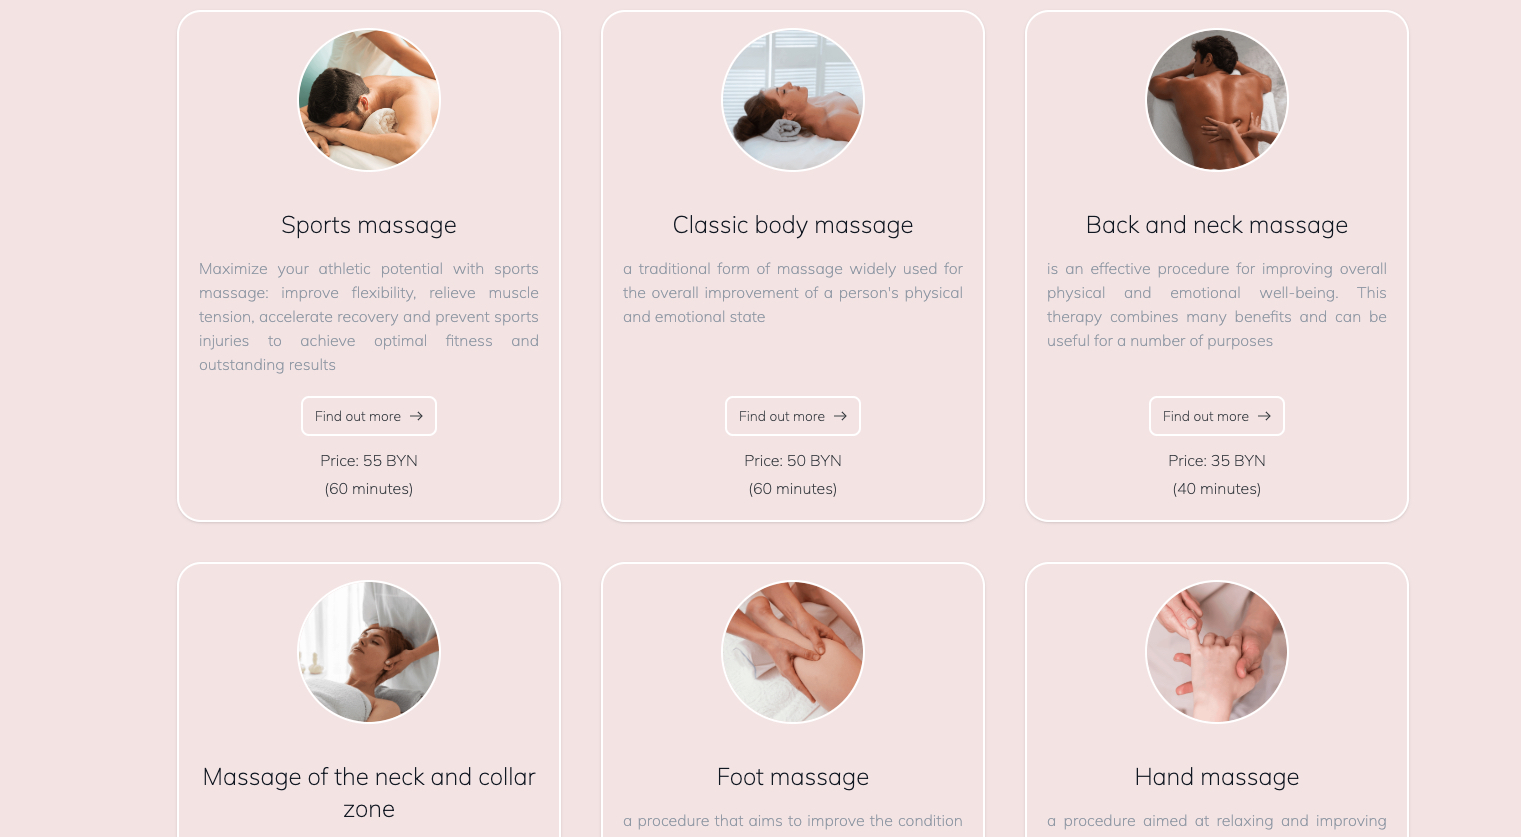 Sports massage
Maximize your athletic potential with sports
massage: improve flexibility, relieve muscle
tension, accelerate recovery and prevent sports
injuries to achieve optimal fitness and
outstanding results
Find out more →
Price: 55 BYN
(60 minutes)
Classic body massage
a traditional form of massage widely used for
the overall improvement of a person's physical
and emotional state
Find out more →
Price: 50 BYN
(60 minutes)
Back and neck massage
is an effective procedure for improving overall
physical and emotional well-being. This
therapy combines many benefits and can be
useful for a number of purposes
Find out more →
Price: 35 BYN
(40 minutes)
Massage of the neck and collar
zone
Foot massage
a procedure that aims to improve the condition
Hand massage
a procedure aimed at relaxing and improving